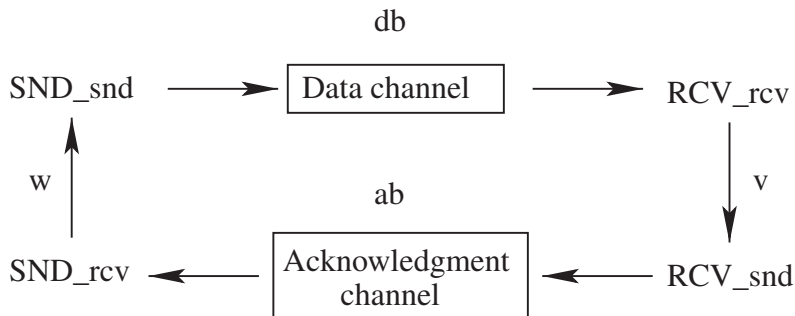 db
SND_snd
Data channel
RCV_rcv
w
v
ab
SND_rcv
Acknowledgment
channel
RCV_snd